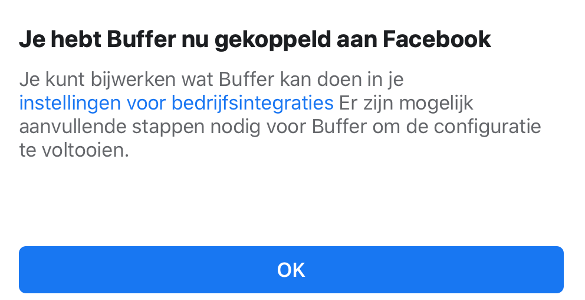 Je hebt Buffer nu gekoppeld aan Facebook
Je kunt bijwerken wat Buffer kan doen in je
instellingen voor bedrijfsintegraties Er zijn mogelijk
aanvullende stappen nodig voor Buffer om de configuratie
te voltooien.
OK